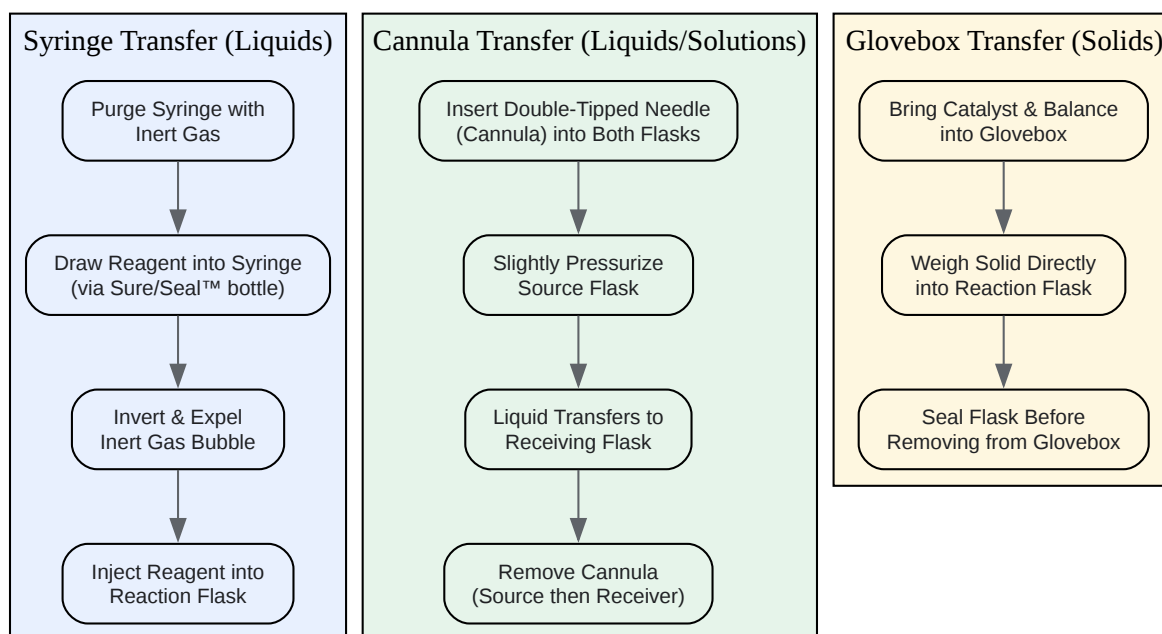 Syringe Transfer (Liquids)
Purge Syringe with
Inert Gas
Draw Reagent into Syringe
(via Sure/Seal™ bottle)
Invert & Expel
Inert Gas Bubble
Inject Reagent into
Reaction Flask
Cannula Transfer (Liquids/Solutions)
Insert Double-Tipped Needle
(Cannula) into Both Flasks
Slightly Pressurize
Source Flask
Liquid Transfers to
Receiving Flask
Remove Cannula
(Source then Receiver)
Glovebox Transfer (Solids)
Bring Catalyst & Balance
into Glovebox
Weigh Solid Directly
into Reaction Flask
Seal Flask Before
Removing from Glovebox